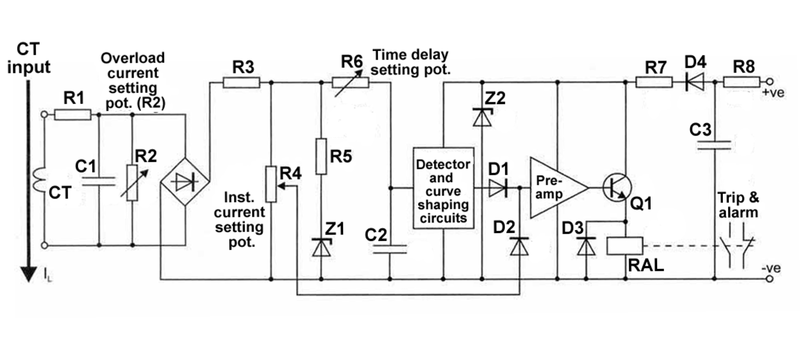 CT
input
Overload
current
setting
pot. (R2)
R1
C1
R2
CT
IL
R3
R6
Time delay
setting pot.
R4
Inst.
current
setting
pot.
R5
Z1
C2
Detector
and
curve
shaping
circuits
Z2
D1
D2
Pre-
amp
Q1
D3
RAL
R7
D4
R8
+ve
C3
Trip &
alarm
-ve